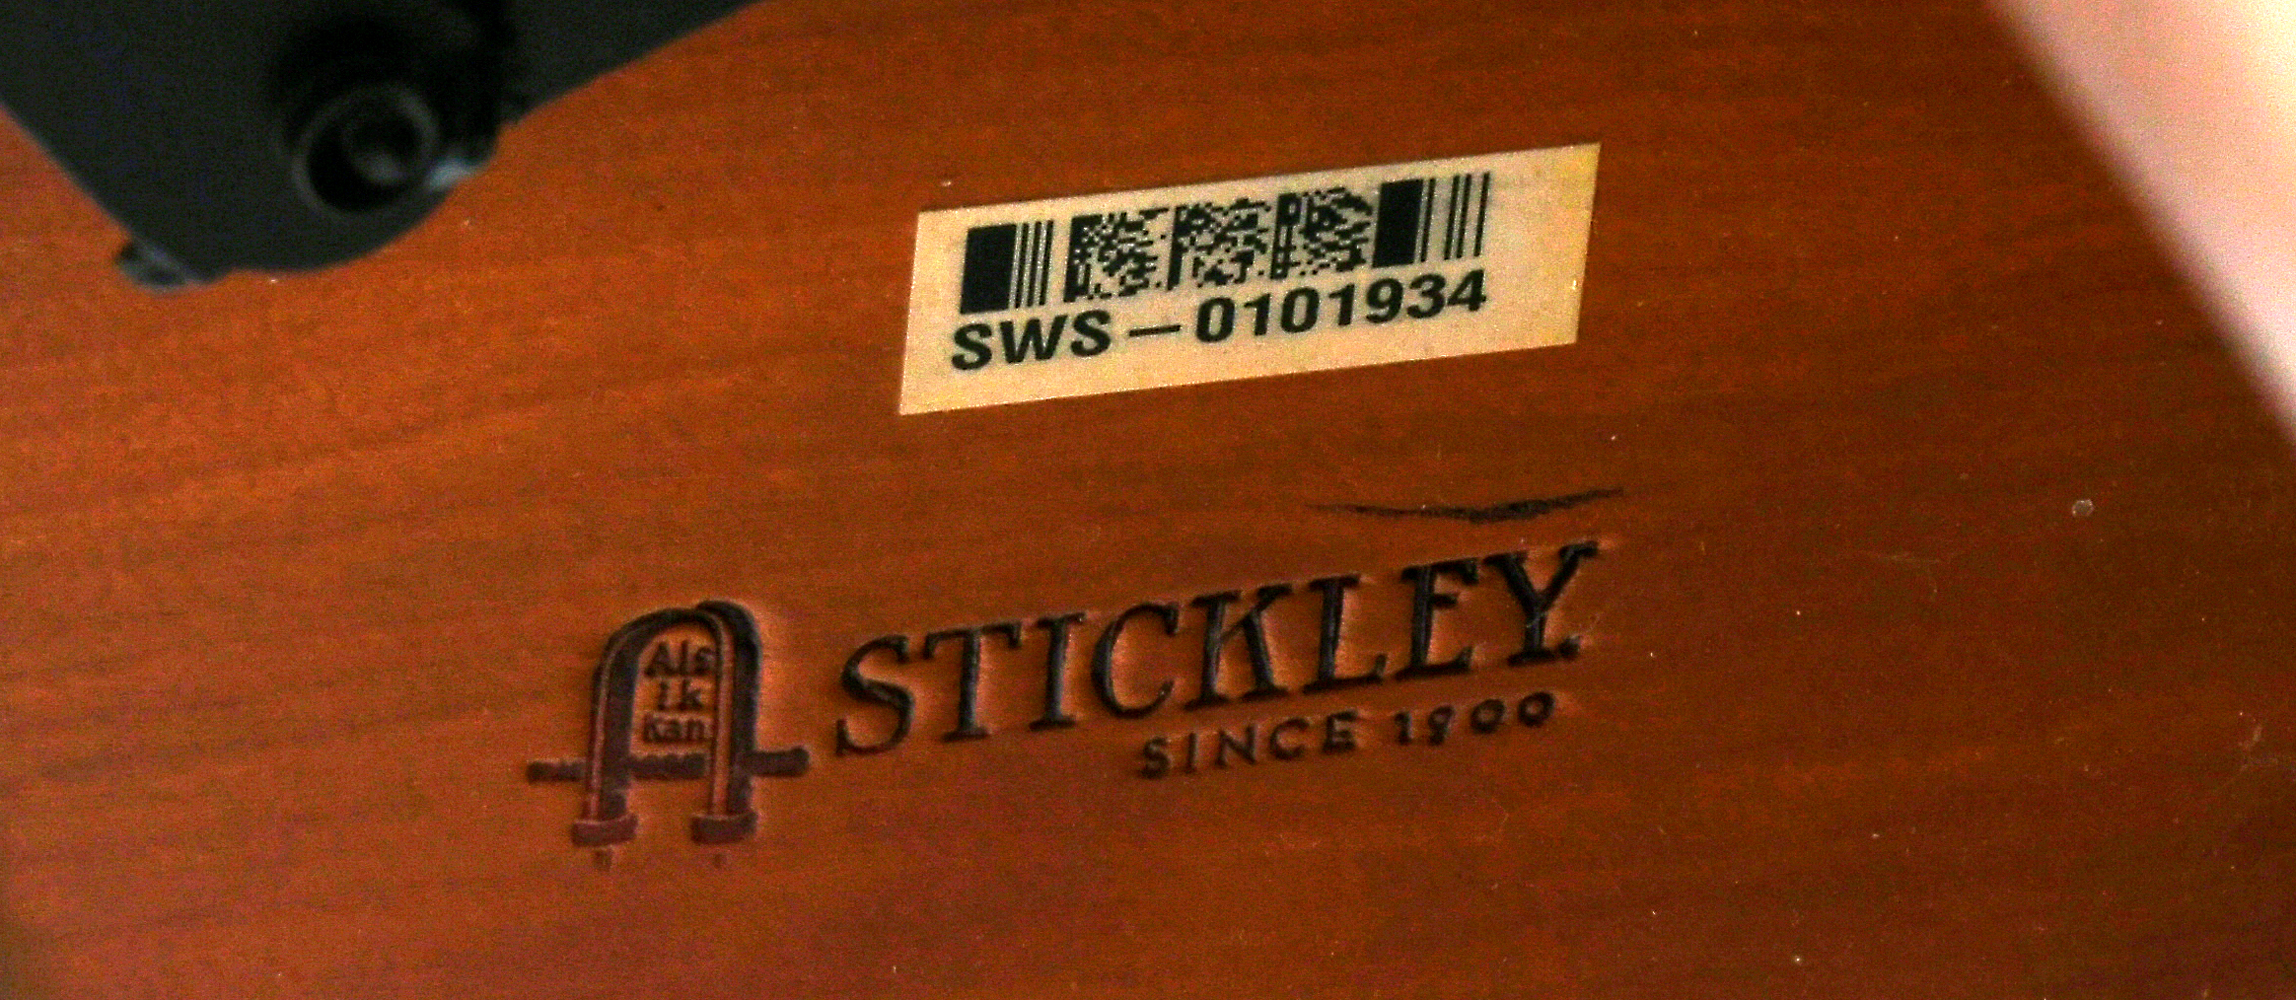 SWS-0101934
Als
ik
Kan
STICKLEY
SINCE 1900